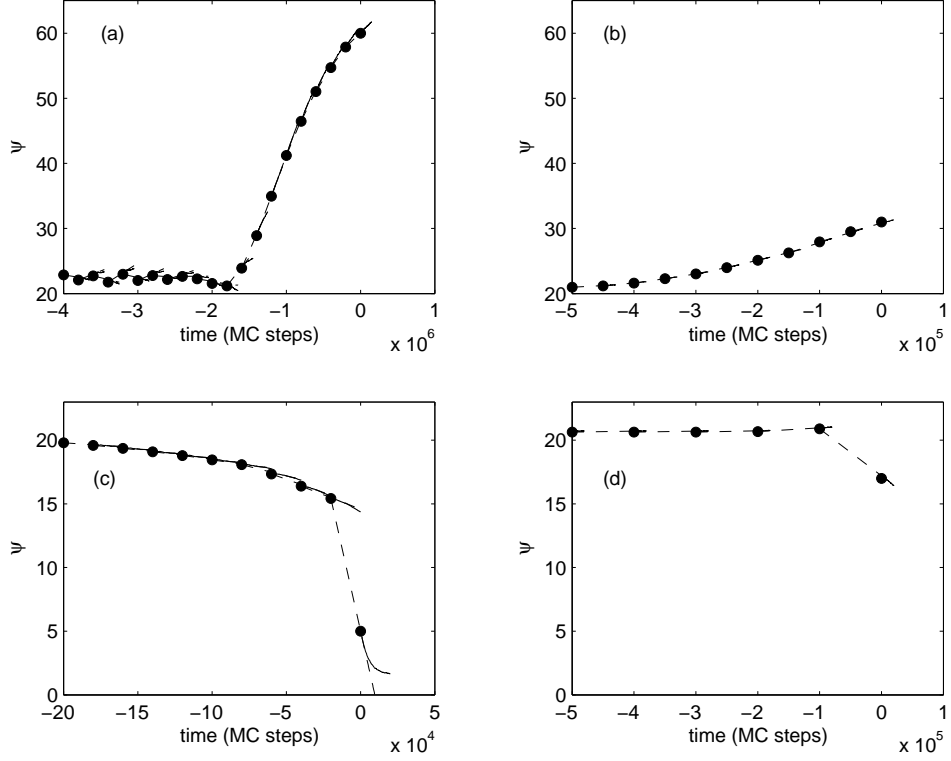 (a)
60
50
40
30
20
ψ
−4 −3 −2 −1 0 1
time (MC steps)
x 10^6
(b)
60
50
40
30
20
ψ
−5 −4 −3 −2 −1 0 1
time (MC steps)
x 10^5
(c)
20
15
10
5
0
ψ
−20 −15 −10 −5 0 5
time (MC steps)
x 10^4
(d)
20
15
10
5
0
ψ
−5 −4 −3 −2 −1 0 1
time (MC steps)
x 10^5